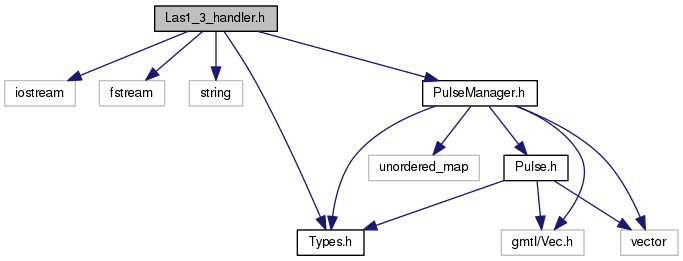 Las1_3_handler.h
iostream
fstream
string
PulseManager.h
unordered_map
Pulse.h
Types.h
gmtl/Vec.h
vector